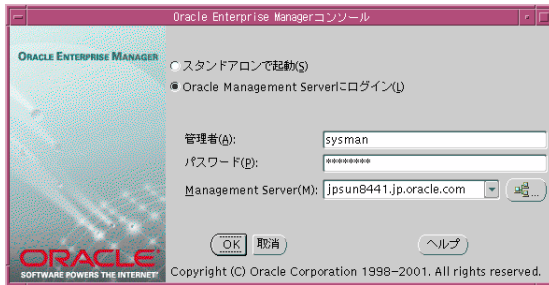 Oracle Enterprise Managerコンソール
ORACLE ENTERPRISE MANAGER
スタンドアロンで起動(S)
Oracle Management Serverにログイン(L)
管理者(A):
sysman
パスワード(P):
********
Management Server(M):
jpsun8441.jp.oracle.com
...
OK
取消
ヘルプ
ORACLE
SOFTWARE POWERS THE INTERNET
Copyright (C) Oracle Corporation 1998-2001. All rights reserved.